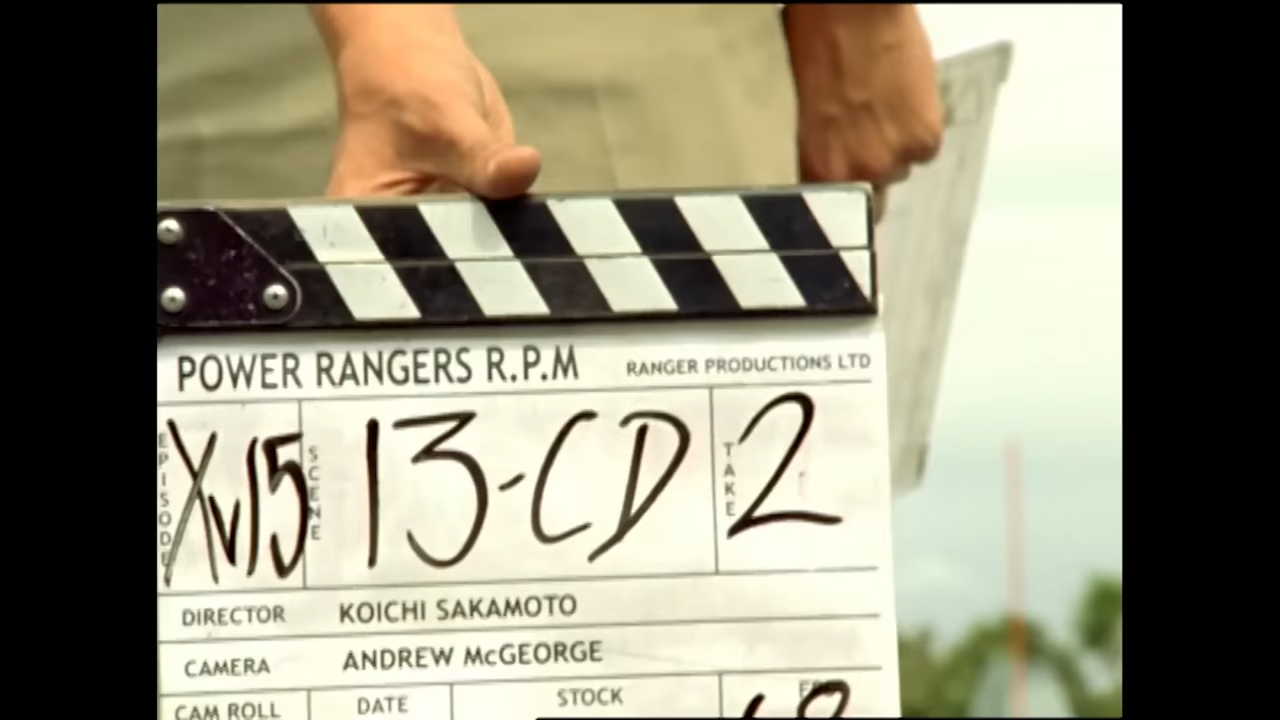 POWER RANGERS R.P.M RANGER PRODUCTIONS LTD
EPISODE XV15 SCENE 13-CD TAKE 2
DIRECTOR KOICHI SAKAMOTO
CAMERA ANDREW McGEORGE
CAM ROLL DATE STOCK